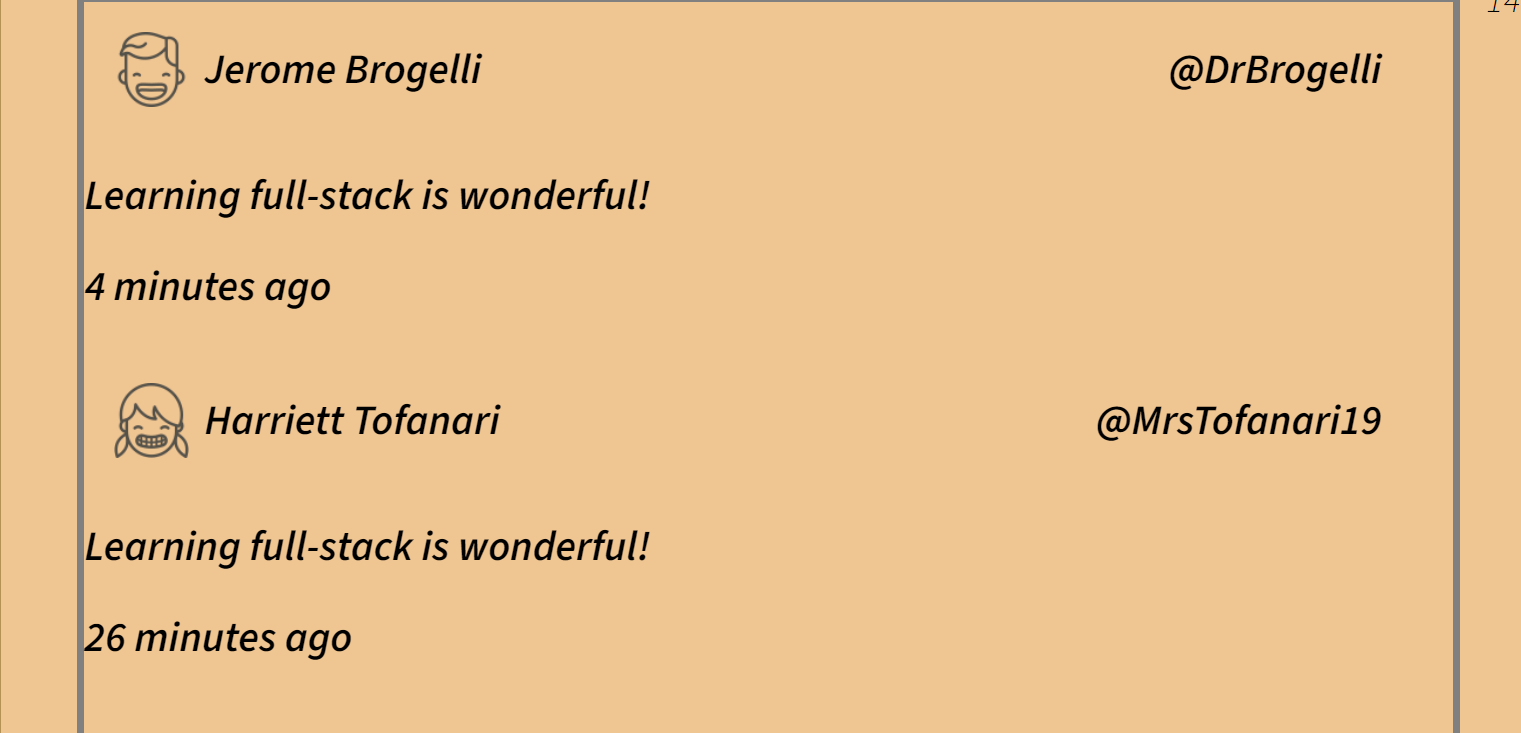 Jerome Brogelli @DrBrogelli
Learning full-stack is wonderful!
4 minutes ago
Harriett Tofanari @MrsTofanari19
Learning full-stack is wonderful!
26 minutes ago